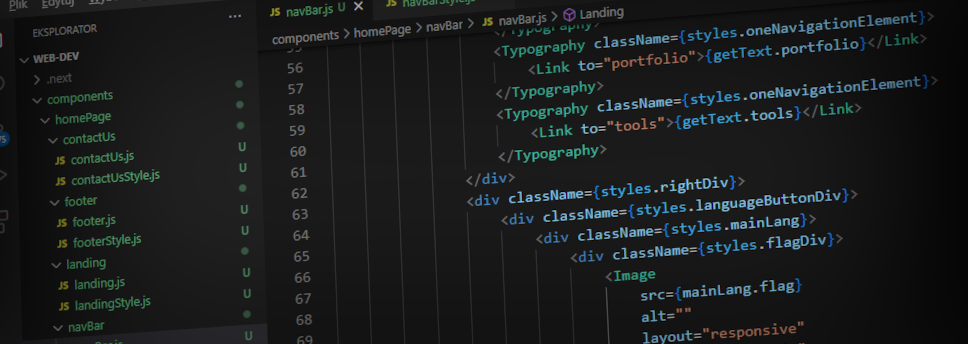 Plik Edytuj
EKSPLORATOR ...
WEB-DEV
.next
components
homePage
contactUs
JS contactUs.js U
JS contactUsStyle.js U
footer
JS footer.js U
JS footerStyle.js U
landing
JS landing.js U
JS landingStyle.js U
navBar
JS navBar.js U
components > homePage > navBar > JS navBar.js > Landing
</Typography>
56 <Typography className={styles.oneNavigationElement}>
57 <Link to="portfolio">{getText.portfolio}</Link>
58 </Typography>
59 <Typography className={styles.oneNavigationElement}>
60 <Link to="tools">{getText.tools}</Link>
61 </Typography>
62 </div>
63 <div className={styles.rightDiv}>
64 <div className={styles.languageButtonDiv}>
65 <div className={styles.mainLang}>
66 <div className={styles.flagDiv}>
67 <Image
68 src={mainLang.flag}
69 alt=""
layout="responsive"